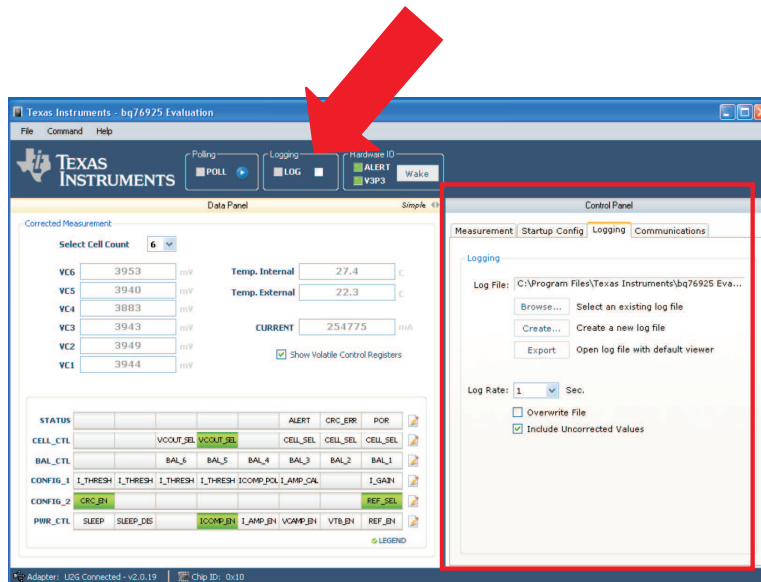 Texas Instruments - bq76925 Evaluation
File Command Help
TEXAS INSTRUMENTS
Polling
POLL
Logging
LOG
Hardware IO
ALERT
V3P3
Wake
Data Panel
Simple
Corrected Measurement
Select Cell Count 6
VC6 3953 mV
VC5 3940 mV
VC4 3883 mV
VC3 3943 mV
VC2 3949 mV
VC1 3944 mV
Temp. Internal 27.4 C
Temp. External 22.3 C
CURRENT 254775 mA
Show Volatile Control Registers
STATUS ALERT CRC_ERR POR
CELL_CTL VCOUT_SEL VCOUT_SEL CELL_SEL CELL_SEL CELL_SEL
BAL_CTL BAL_6 BAL_5 BAL_4 BAL_3 BAL_2 BAL_1
CONFIG_1 I_THRESH I_THRESH I_THRESH I_THRESH ICOMP_POL I_AMP_CAL I_GAIN
CONFIG_2 CRC_EN REF_SEL
PWR_CTL SLEEP SLEEP_DIS ICOMP_EN I_AMP_EN VCAMP_EN VTB_EN REF_EN
LEGEND
Control Panel
Measurement Startup Config Logging Communications
Logging
Log File: C:\Program Files\Texas Instruments\bq76925 Eva...
Browse... Select an existing log file
Create... Create a new log file
Export Open log file with default viewer
Log Rate: 1 Sec.
Overwrite File
Include Uncorrected Values
Adapter: U2G Connected - v2.0.19 Chip ID: 0x10